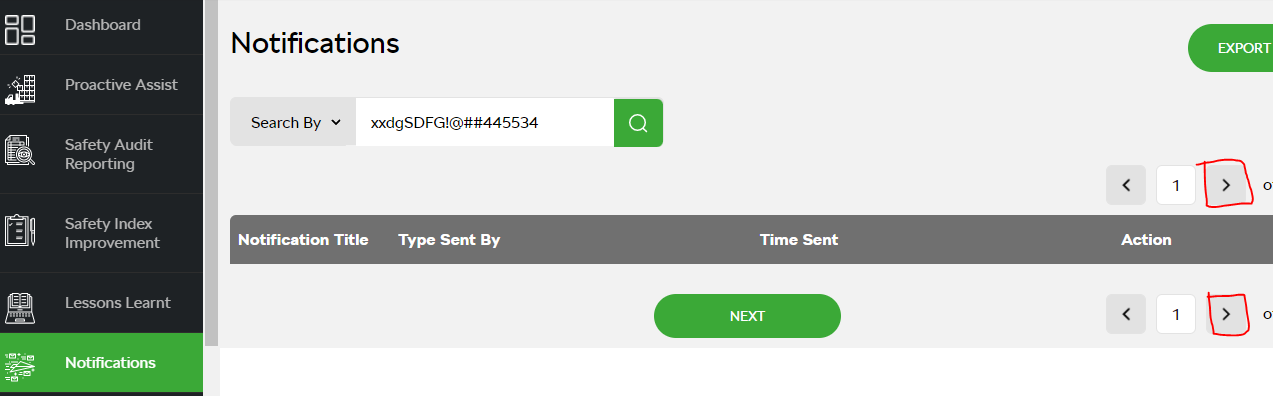 Dashboard
Proactive Assist
Safety Audit
Reporting
Safety Index
Improvement
Lessons Learnt
Notifications
Notifications
EXPORT
Search By
xxdgSDFG!@##445534
1
Notification Title Type Sent By Time Sent Action
NEXT
1